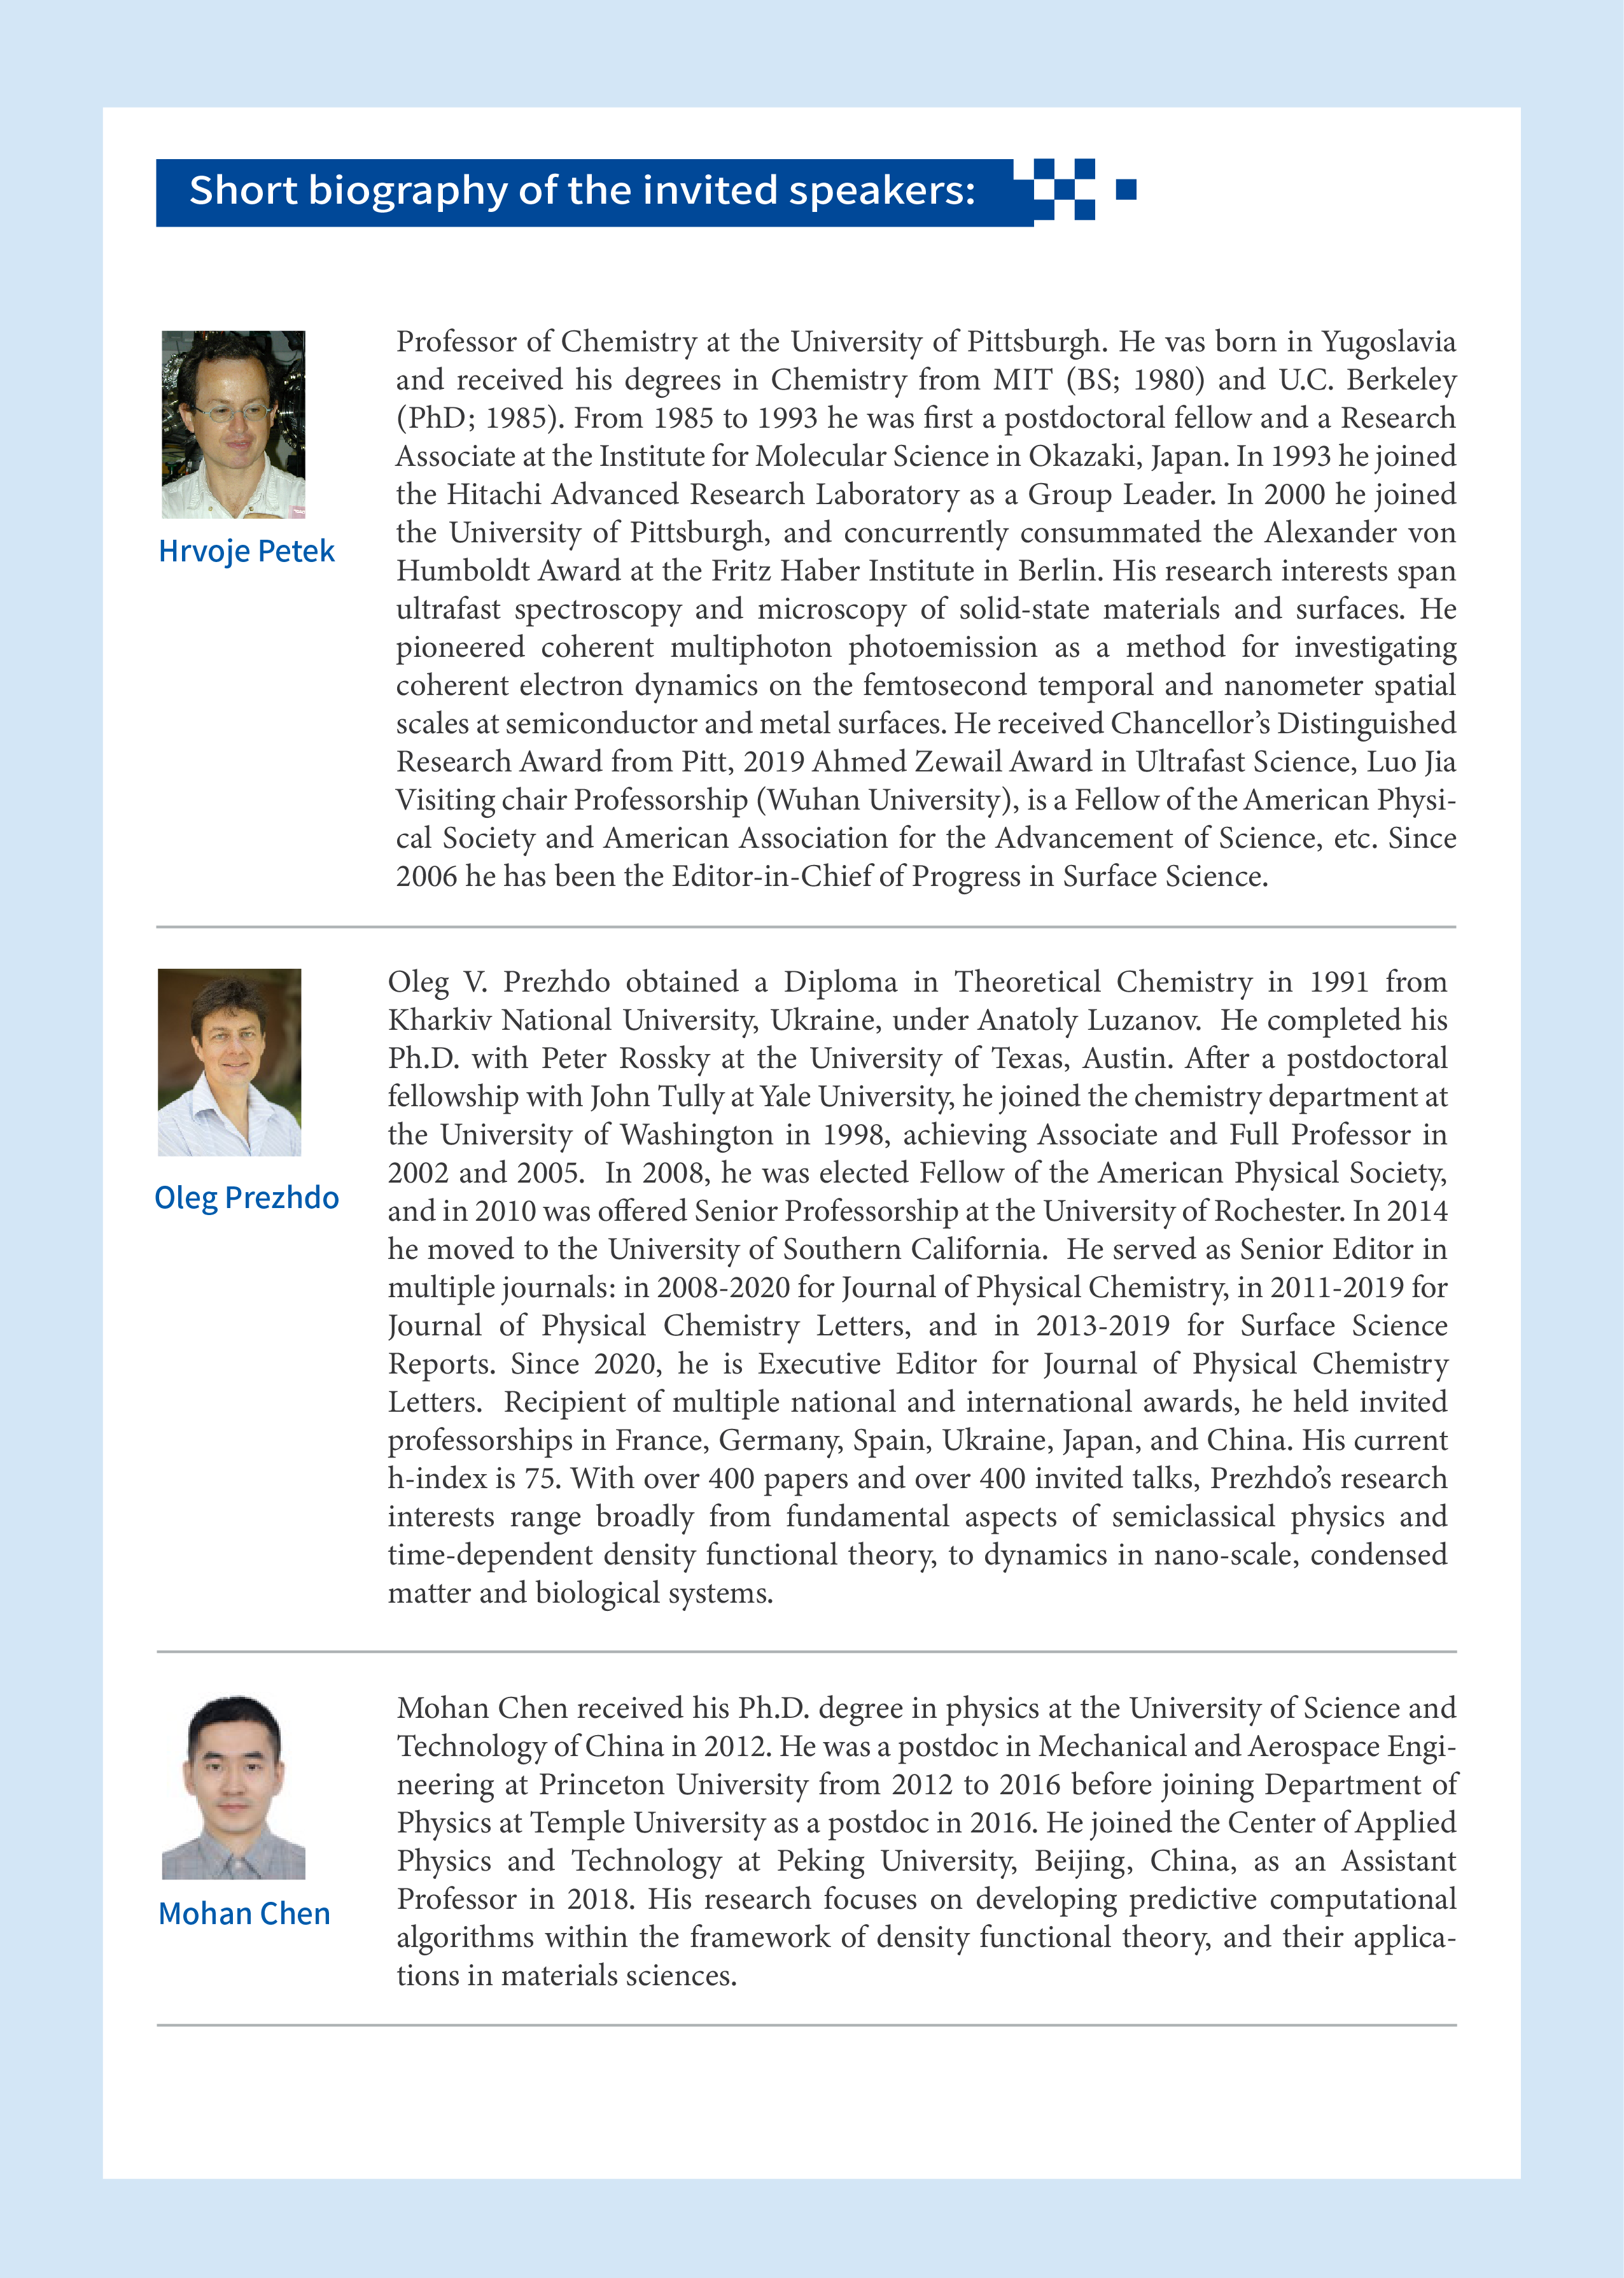 Short biography of the invited speakers:
Professor of Chemistry at the University of Pittsburgh. He vas born in Yugoslavia
and received his degrees in Chemistry from MIT (BS; 1980) and U.C. Berkeley
(PhD; 1985). From 1985 to 1993 he was first a postdoctoral fellow and a Research
Associate at the Institute for Molecular Science in Okazaki, Japan. In 1993 he joined
the Hitachi Advanced Research Laboratory as a Group Leader. In 2000 he joined
the University of Pittsburgh, and concurrently consummated the Alexander von
Humboldt Award at the Fritz Haber Institute in Berlin. His research interests span
ultrafast spectroscopy and microscopy of solid-state materials and surfaces. He
pioneered coherent multiphoton photoemission as a method for investigating
coherent electron dynamics on the femtosecond temporal and nanometer spatial
scales at semiconductor and metal surfaces. He received Chancellor’s Distinguished
Research Award from Pitt, 2019 Ahmed Zewail Award in Ultrafast Science, Luo Jia
Visiting chair Professorship (Wuhan University), is a Fellow of the American Physi-
cal Society and American Association for the Advancement of Science, etc. Since
2006 he has been the Editor-in-Chief of Progress in Surface Science.
Hrvoje Petek
Oleg V. Prezhdo obtained a Diploma in Theoretical Chemistry in 1991 from
Kharkiv National University, Ukraine, under Anatoly Luzanov. He completed his
Ph.D. with Peter Rossky at the University of Texas, Austin. After a postdoctoral
fellowship with John Tully at Yale University, he joined the chemistry department at
the University of Washington in 1998, achieving Associate and Full Professor in
2002 and 2005. In 2008, he was elected Fellow of the American Physical Society,
and in 2010 was offered Senior Professorship at the University of Rochester. In 2014
he moved to the University of Southern California. He served as Senior Editor in
multiple journals: in 2008-2020 for Journal of Physical Chemistry, in 2011-2019 for
Journal of Physical Chemistry Letters, and in 2013-2019 for Surface Science
Reports. Since 2020, he is Executive Editor for Journal of Physical Chemistry
Letters. Recipient of multiple national and international awards, he held invited
professorships in France, Germany, Spain, Ukraine, Japan, and China. His current
h-index is 75. With over 400 papers and over 400 invited talks, Prezhdo’s research
interests range broadly from fundamental aspects of semiclassical physics and
time-dependent density functional theory, to dynamics in nano-scale, condensed
matter and biological systems.
Oleg Prezhdo
Mohan Chen received his Ph.D. degree in physics at the University of Science and
Technology of China in 2012. He was a postdoc in Mechanical and Aerospace Engi-
neering at Princeton University from 2012 to 2016 before joining Department of
Physics at Temple University as a postdoc in 2016. He joined the Center of Applied
Physics and Technology at Peking University, Beijing, China, as an Assistant
Professor in 2018. His research focuses on developing predictive computational
algorithms within the framework of density functional theory, and their applica-
tions in materials sciences.
Mohan Chen